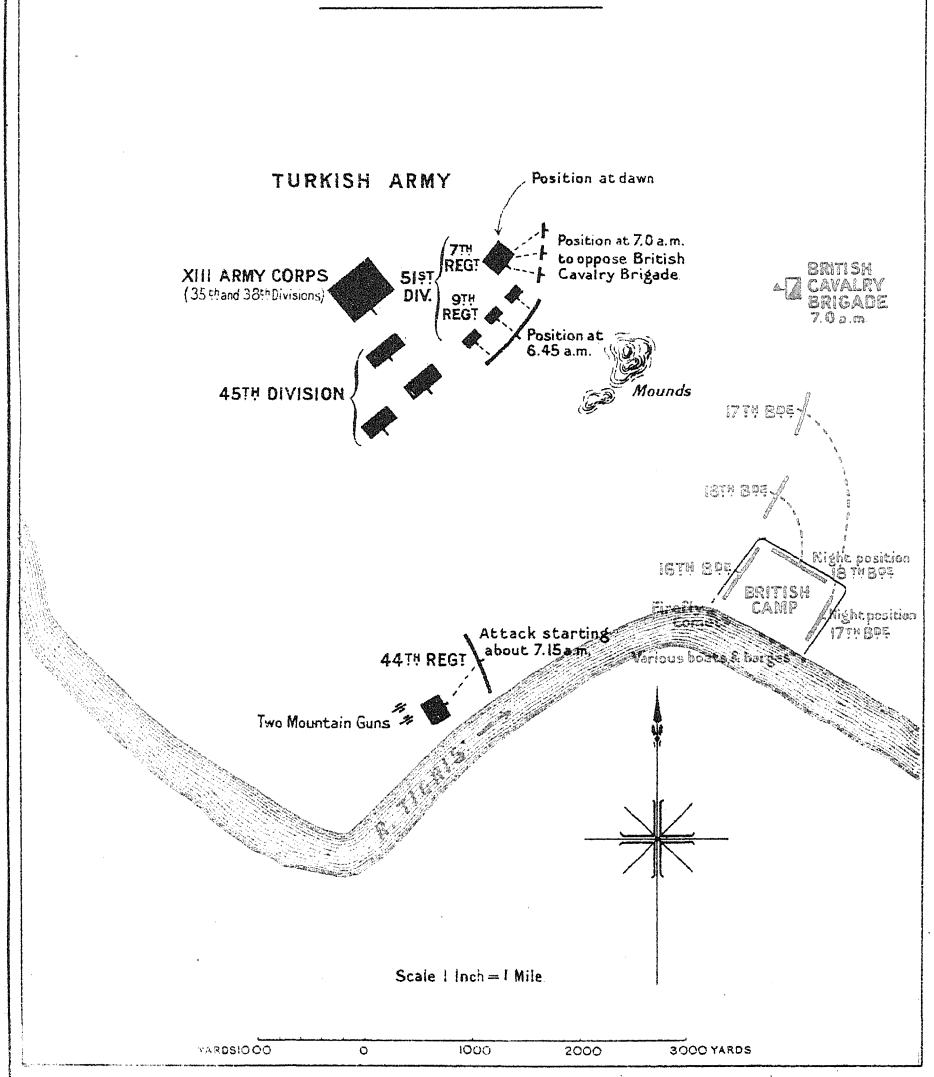 TURKISH ARMY
Position at dawn
7TH
REGT
Position at 7.0 a.m.
to oppose British
Cavalry Brigade
XIII ARMY CORPS
(35th and 38th Divisions)
51ST
DIV.
9TH
REGT
BRITISH
CAVALRY
BRIGADE
7.0 a.m.
Position at
6.45 a.m.
45TH DIVISION
Mounds
17TH BDE
18TH BDE
16TH BDE
Night position
18TH BDE
BRITISH
CAMP
Firefly &
Comet
Night position
17TH BDE
Attack starting
about 7.15 a.m.
44TH REGT
Various boats & barges
Two Mountain Guns
R. TIGRIS
Scale 1 Inch = 1 Mile
YARDS 1000 0 1000 2000 3000 YARDS